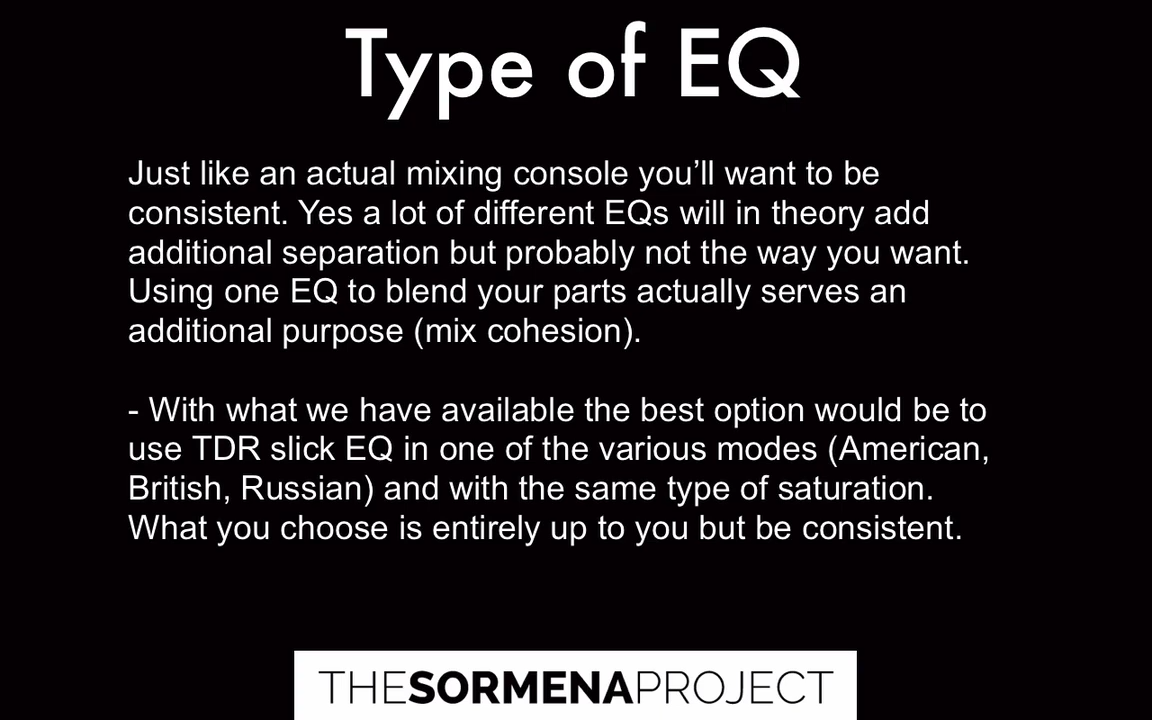 Type of EQ
Just like an actual mixing console you’ll want to be
consistent. Yes a lot of different EQs will in theory add
additional separation but probably not the way you want.
Using one EQ to blend your parts actually serves an
additional purpose (mix cohesion).
- With what we have available the best option would be to
use TDR slick EQ in one of the various modes (American,
British, Russian) and with the same type of saturation.
What you choose is entirely up to you but be consistent.
THESORMENAPROJECT